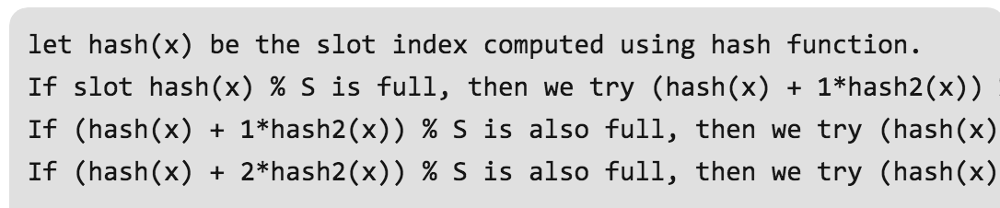 let hash(x) be the slot index computed using hash function.
If slot hash(x) % S is full, then we try (hash(x) + 1*hash2(x))
If (hash(x) + 1*hash2(x)) % S is also full, then we try (hash(x)
If (hash(x) + 2*hash2(x)) % S is also full, then we try (hash(x)